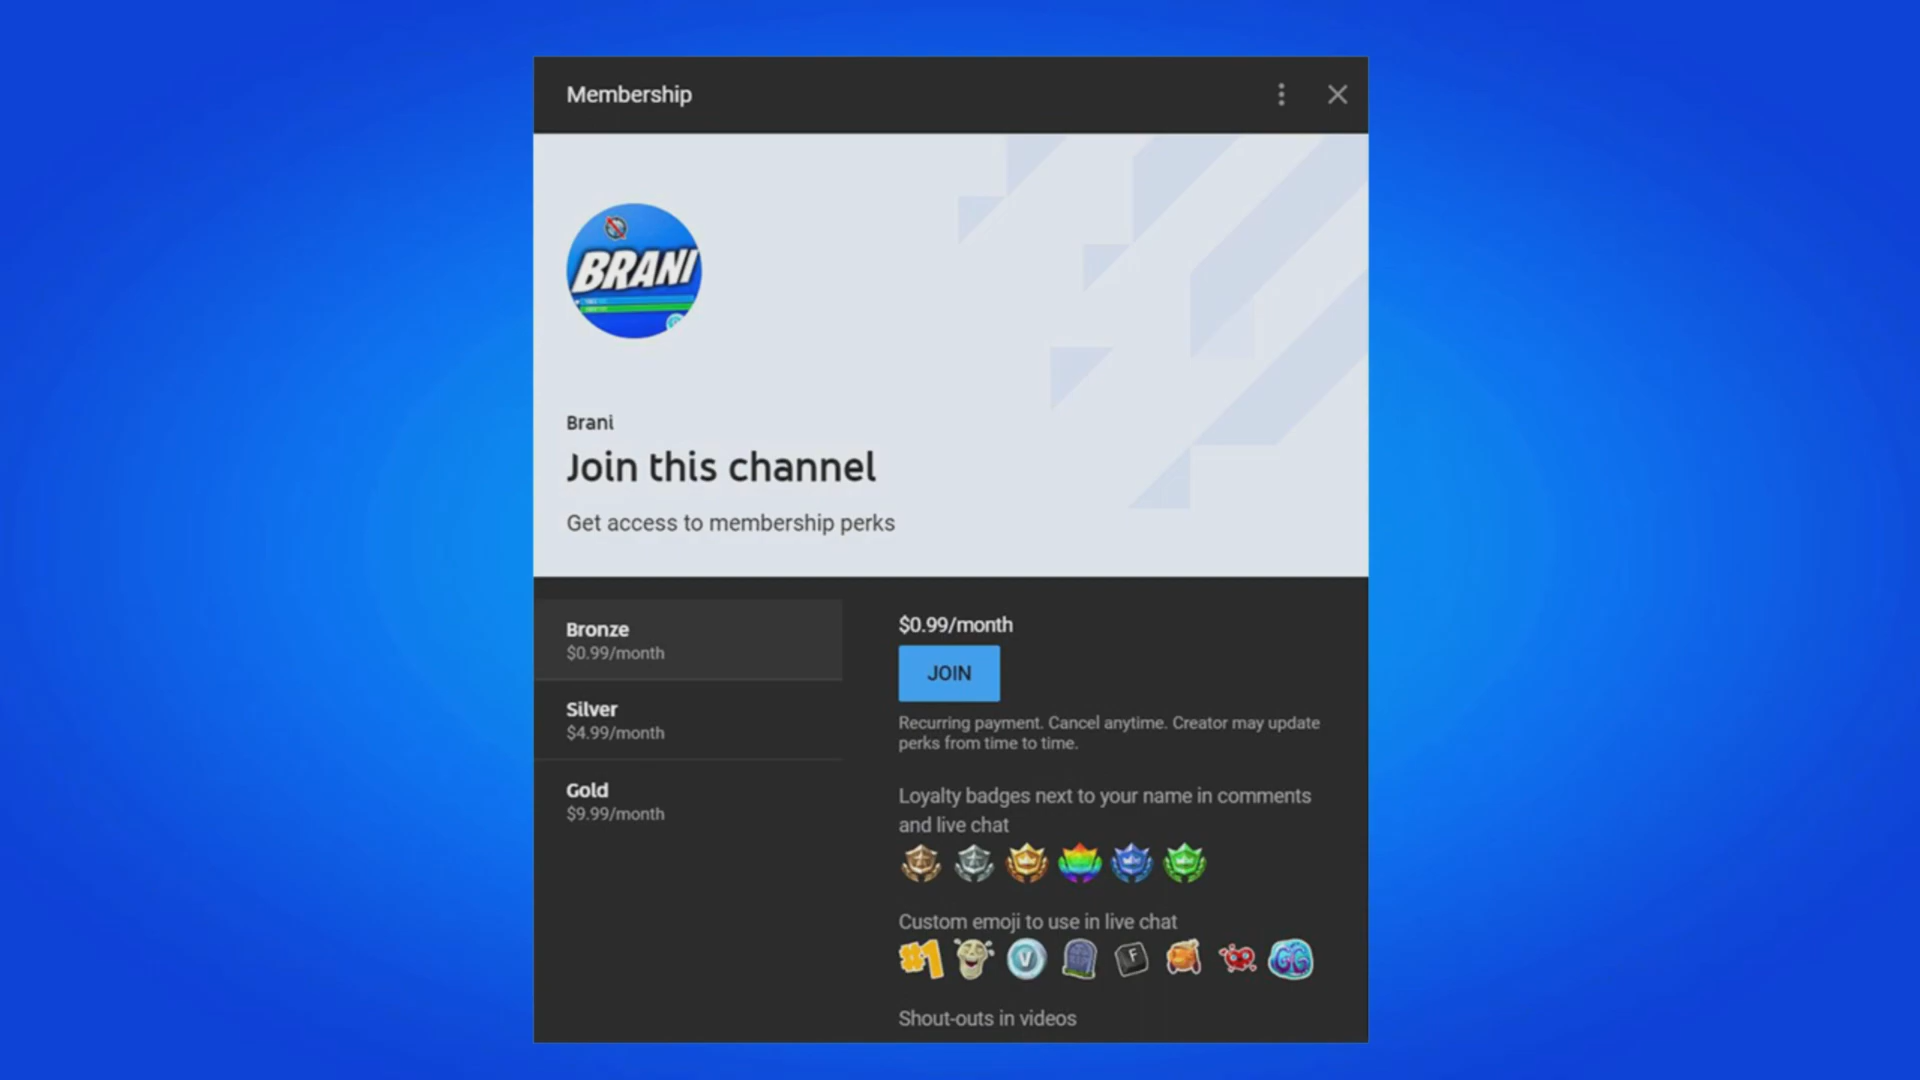 Membership
BRANI
Brani
Join this channel
Get access to membership perks
Bronze
$0.99/month
Silver
$4.99/month
Gold
$9.99/month
$0.99/month
JOIN
Recurring payment. Cancel anytime. Creator may update
perks from time to time.
Loyalty badges next to your name in comments
and live chat
Custom emoji to use in live chat
#1
V
RIP
F
GG
Shout-outs in videos